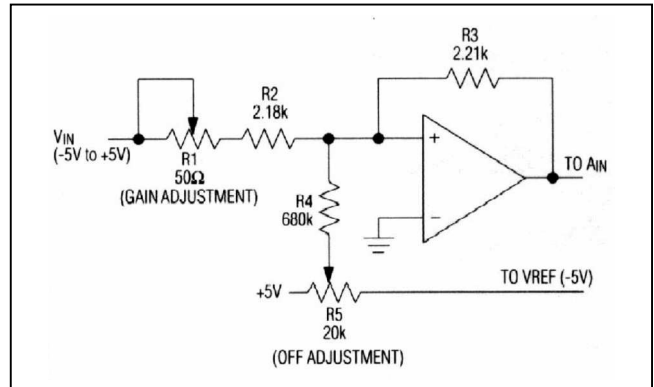 R3
2.21k
R2
2.18k
VIN
(-5V to +5V)
R1
50Ω
(GAIN ADJUSTMENT)
+
−
TO AIN
R4
680k
+5V
TO VREF (-5V)
R5
20k
(OFF ADJUSTMENT)